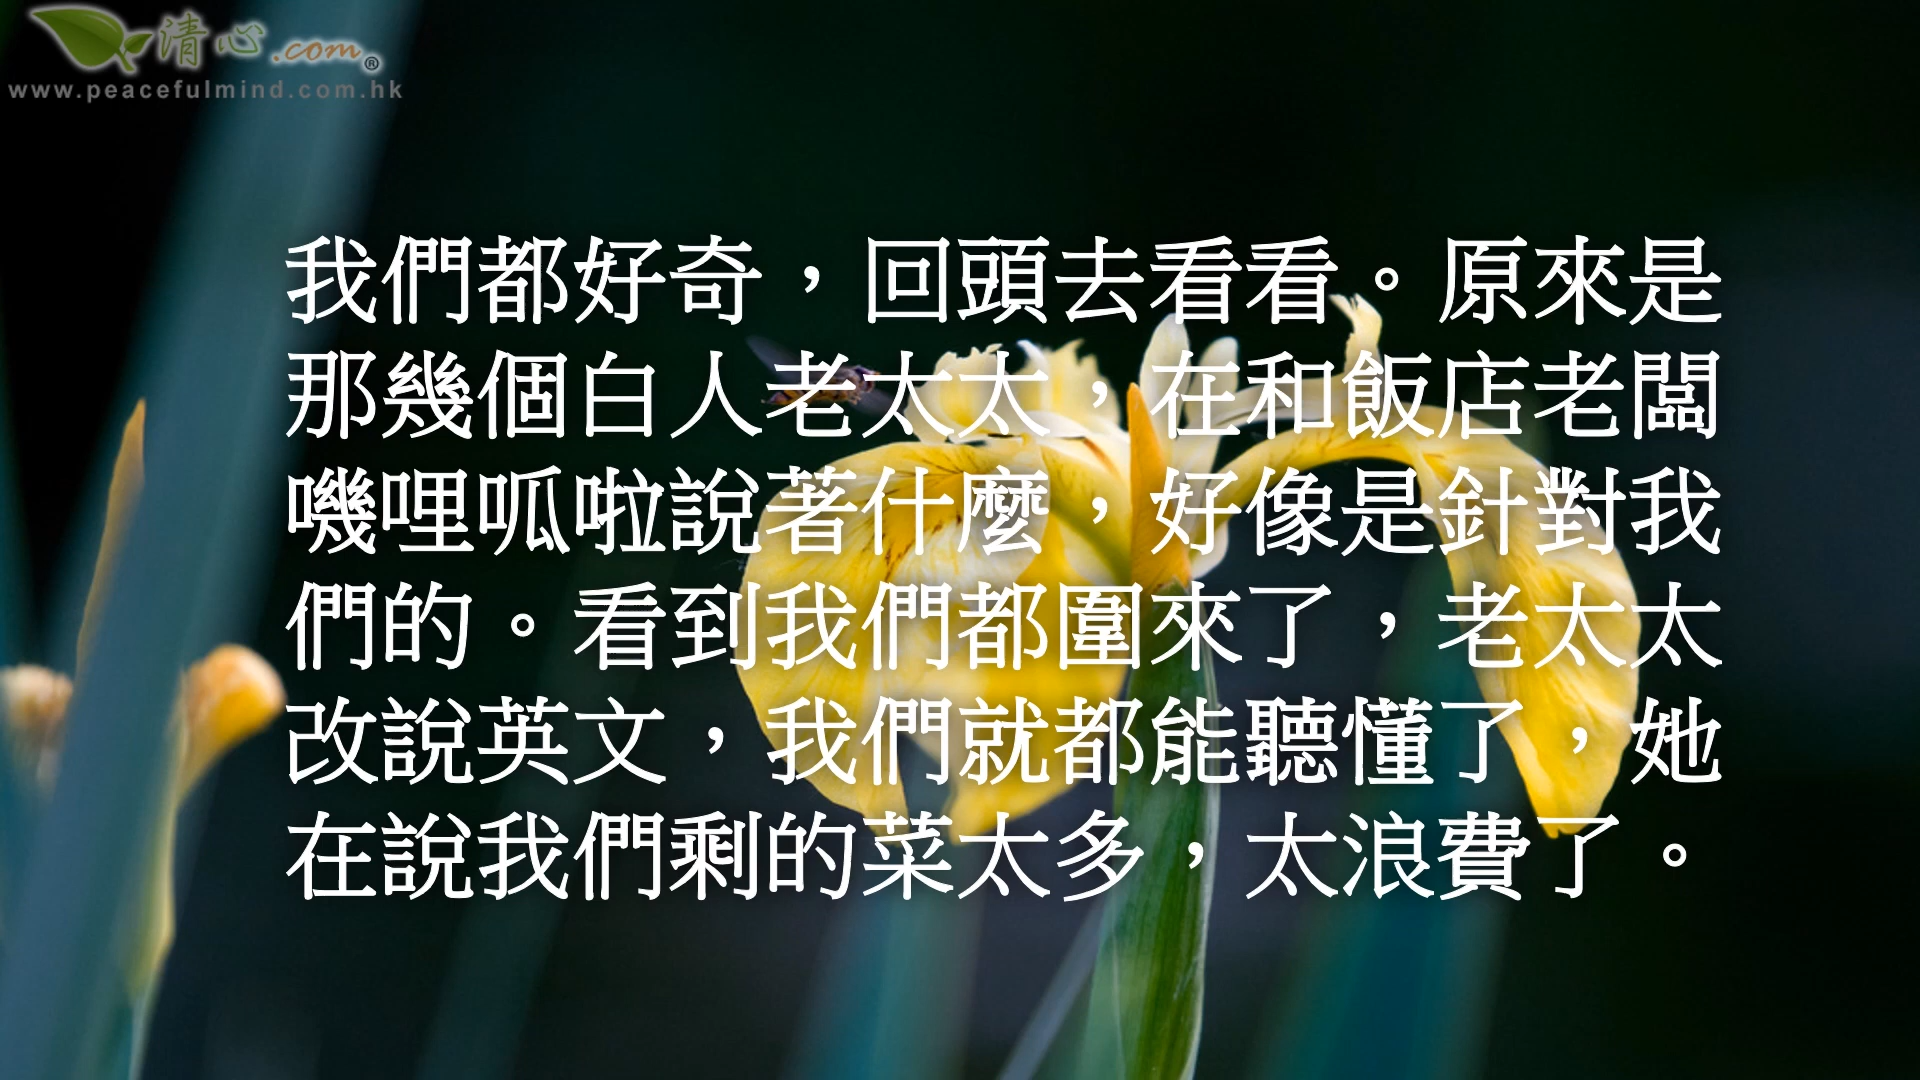 清心.com®
www.peacefulmind.com.hk
我們都好奇，回頭去看看。原來是
那幾個白人老太太，在和飯店老闆
嘰哩呱啦說著什麼，好像是針對我
們的。看到我們都圍來了，老太太
改說英文，我們就都能聽懂了，她
在說我們剩的菜太多，太浪費了。